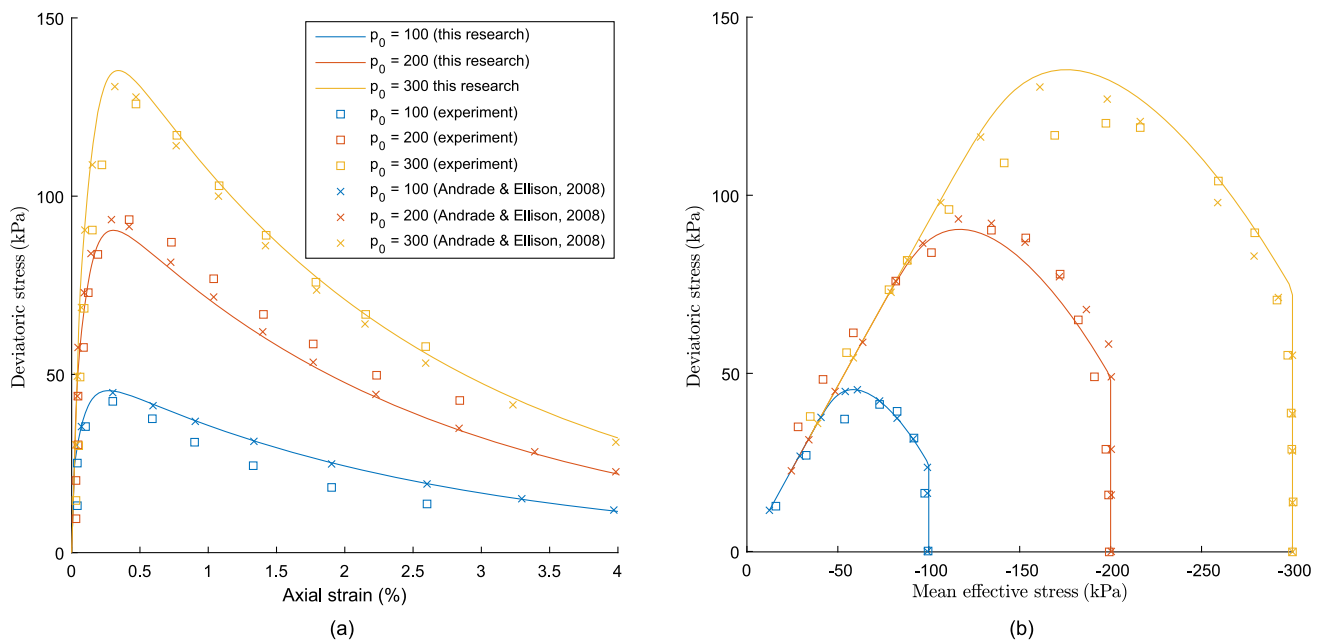 150
100
50
0
Deviatoric stress (kPa)
0 0.5 1 1.5 2 2.5 3 3.5 4
Axial strain (%)
(a)
p0 = 100 (this research)
p0 = 200 (this research)
p0 = 300 this research
p0 = 100 (experiment)
p0 = 200 (experiment)
p0 = 300 (experiment)
p0 = 100 (Andrade & Ellison, 2008)
p0 = 200 (Andrade & Ellison, 2008)
p0 = 300 (Andrade & Ellison, 2008)
150
100
50
0
Deviatoric stress (kPa)
0 -50 -100 -150 -200 -250 -300
Mean effective stress (kPa)
(b)